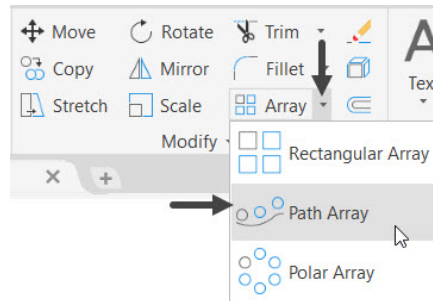 Move Rotate Trim
Copy Mirror Fillet
Stretch Scale Array
Modify
Rectangular Array
Path Array
Polar Array